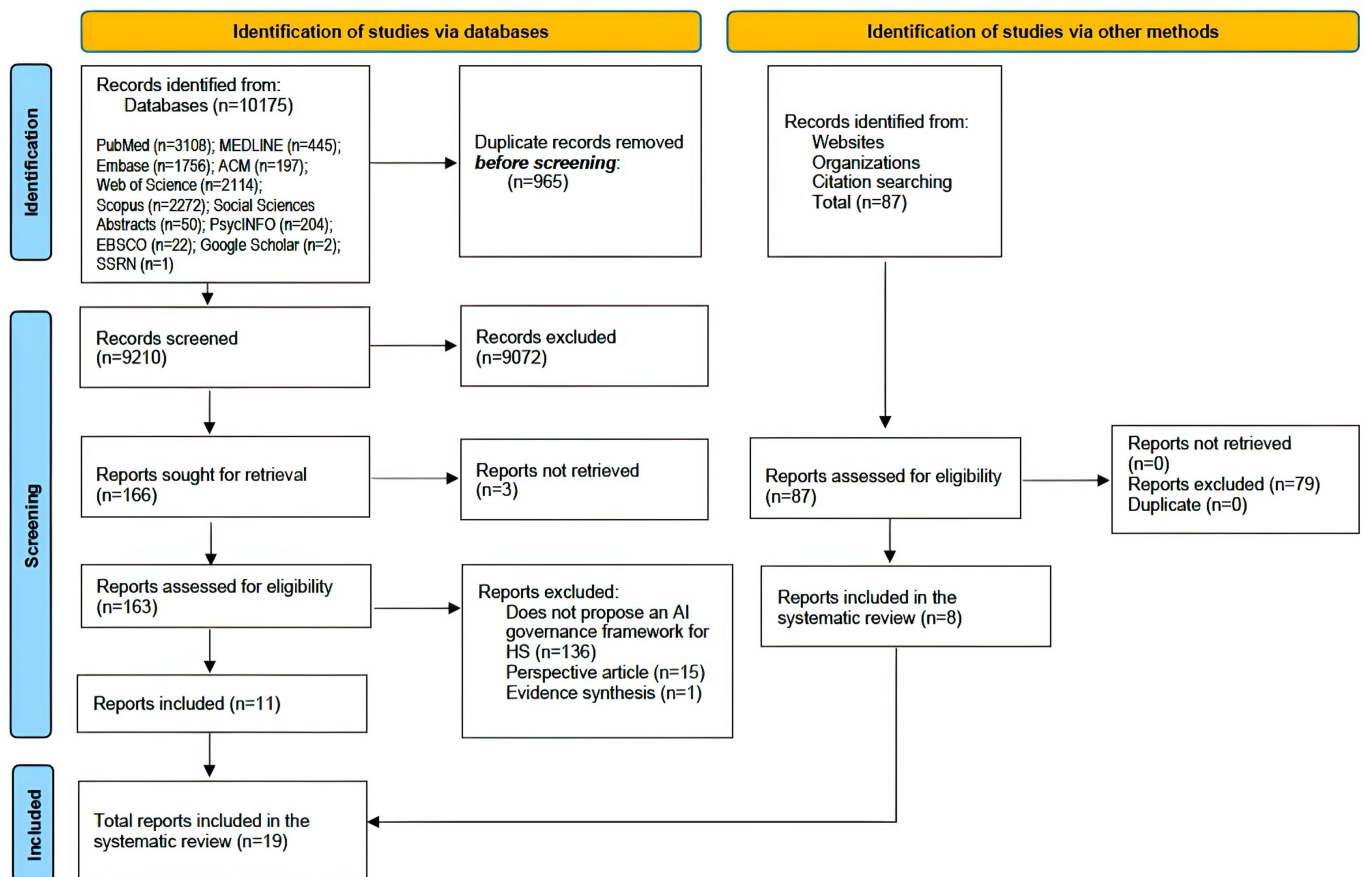 Identification of studies via databases
Identification of studies via other methods
Identification
Records identified from:
Databases (n=10175)
PubMed (n=3108); MEDLINE (n=445);
Embase (n=1756); ACM (n=197);
Web of Science (n=2114);
Scopus (n=2272); Social Sciences
Abstracts (n=50); PsycINFO (n=204);
EBSCO (n=22); Google Scholar (n=2);
SSRN (n=1)
Duplicate records removed
before screening:
(n=965)
Records identified from:
Websites
Organizations
Citation searching
Total (n=87)
Screening
Records screened
(n=9210)
Records excluded
(n=9072)
Reports sought for retrieval
(n=166)
Reports not retrieved
(n=3)
Reports assessed for eligibility
(n=87)
Reports not retrieved
(n=0)
Reports excluded (n=79)
Duplicate (n=0)
Reports assessed for eligibility
(n=163)
Reports excluded:
Does not propose an AI
governance framework for
HS (n=136)
Perspective article (n=15)
Evidence synthesis (n=1)
Reports included in the
systematic review (n=8)
Reports included (n=11)
Included
Total reports included in the
systematic review (n=19)